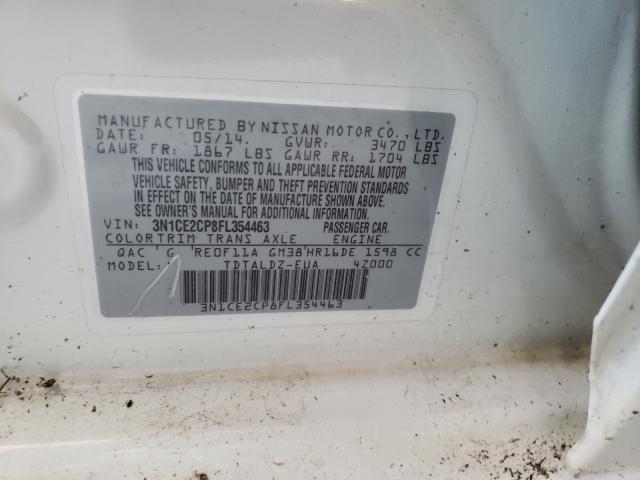 MANUFACTURED BY NISSAN MOTOR CO., LTD.
DATE: 05/14. GVWR: 3470 LBS
GAWR FR: 1867 LBS GAWR RR: 1704 LBS
THIS VEHICLE CONFORMS TO ALL APPLICABLE FEDERAL MOTOR
VEHICLE SAFETY, BUMPER AND THEFT PREVENTION STANDARDS
IN EFFECT ON THE DATE OF MANUFACTURE SHOWN ABOVE.
SEE OWNER'S MANUAL FOR ADDITIONAL INFORMATION.
VIN: 3N1CE2CP8FL354463 PASSENGER CAR.
COLOR TRIM TRANS AXLE ENGINE
QAC G RE0F11A GM38 HR16DE 1598 CC
MODEL: TDTALDZ-EUA 4Z000
3N1CE2CP8FL354463